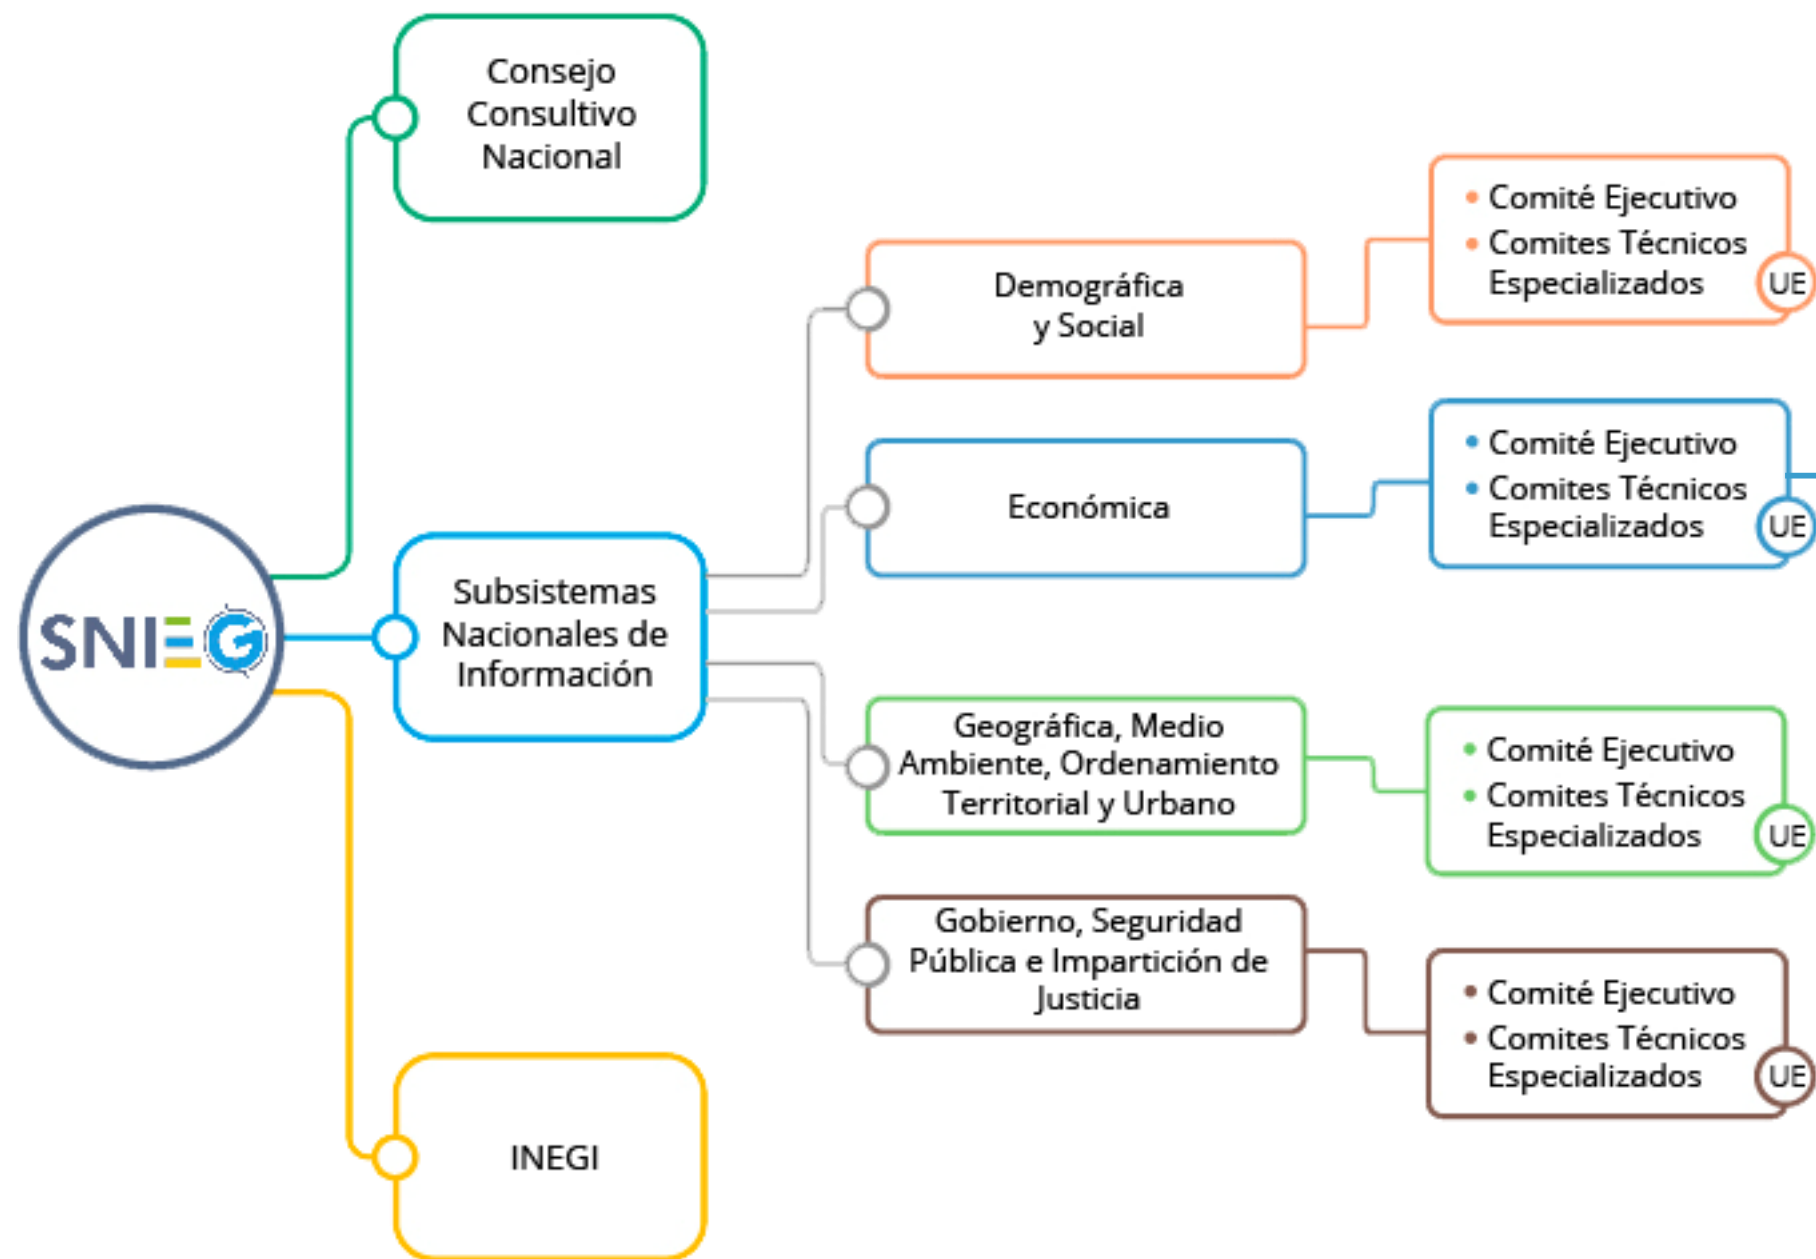 Consejo
Consultivo
Nacional
SNIEG
Subsistemas
Nacionales de
Información
INEGI
Demográfica
y Social
• Comité Ejecutivo
• Comites Técnicos
Especializados
UE
Económica
• Comité Ejecutivo
• Comites Técnicos
Especializados
UE
Geográfica, Medio
Ambiente, Ordenamiento
Territorial y Urbano
• Comité Ejecutivo
• Comites Técnicos
Especializados
UE
Gobierno, Seguridad
Pública e Impartición de
Justicia
• Comité Ejecutivo
• Comites Técnicos
Especializados
UE